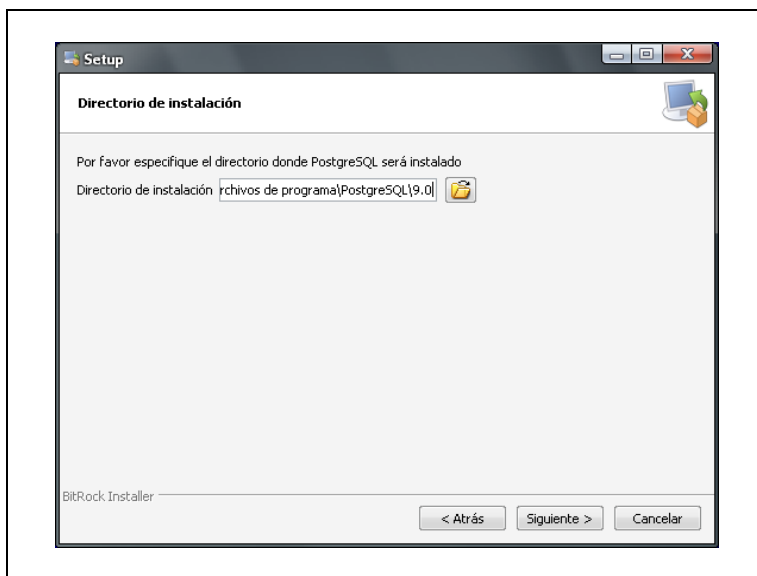 Setup
Directorio de instalación
Por favor especifique el directorio donde PostgreSQL será instalado
Directorio de instalación rchivos de programa\PostgreSQL\9.0
BitRock Installer
< Atrás Siguiente > Cancelar